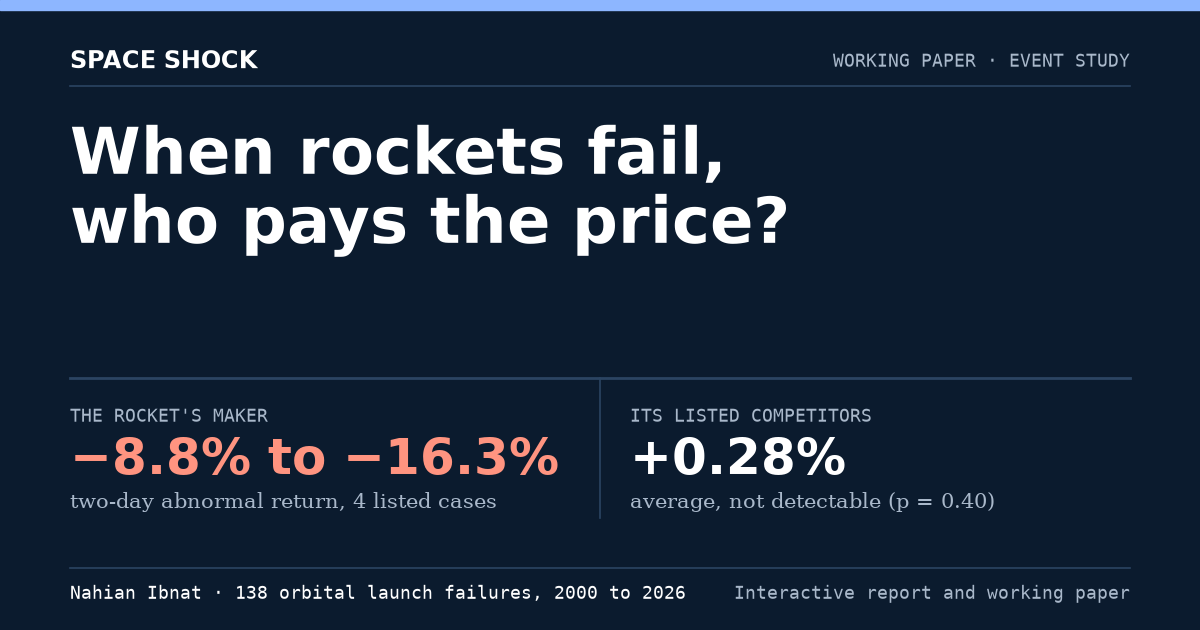 SPACE SHOCK
WORKING PAPER · EVENT STUDY
When rockets fail,
who pays the price?
THE ROCKET'S MAKER
−8.8% to −16.3%
two-day abnormal return, 4 listed cases
ITS LISTED COMPETITORS
+0.28%
average, not detectable (p = 0.40)
Nahian Ibnat · 138 orbital launch failures, 2000 to 2026
Interactive report and working paper